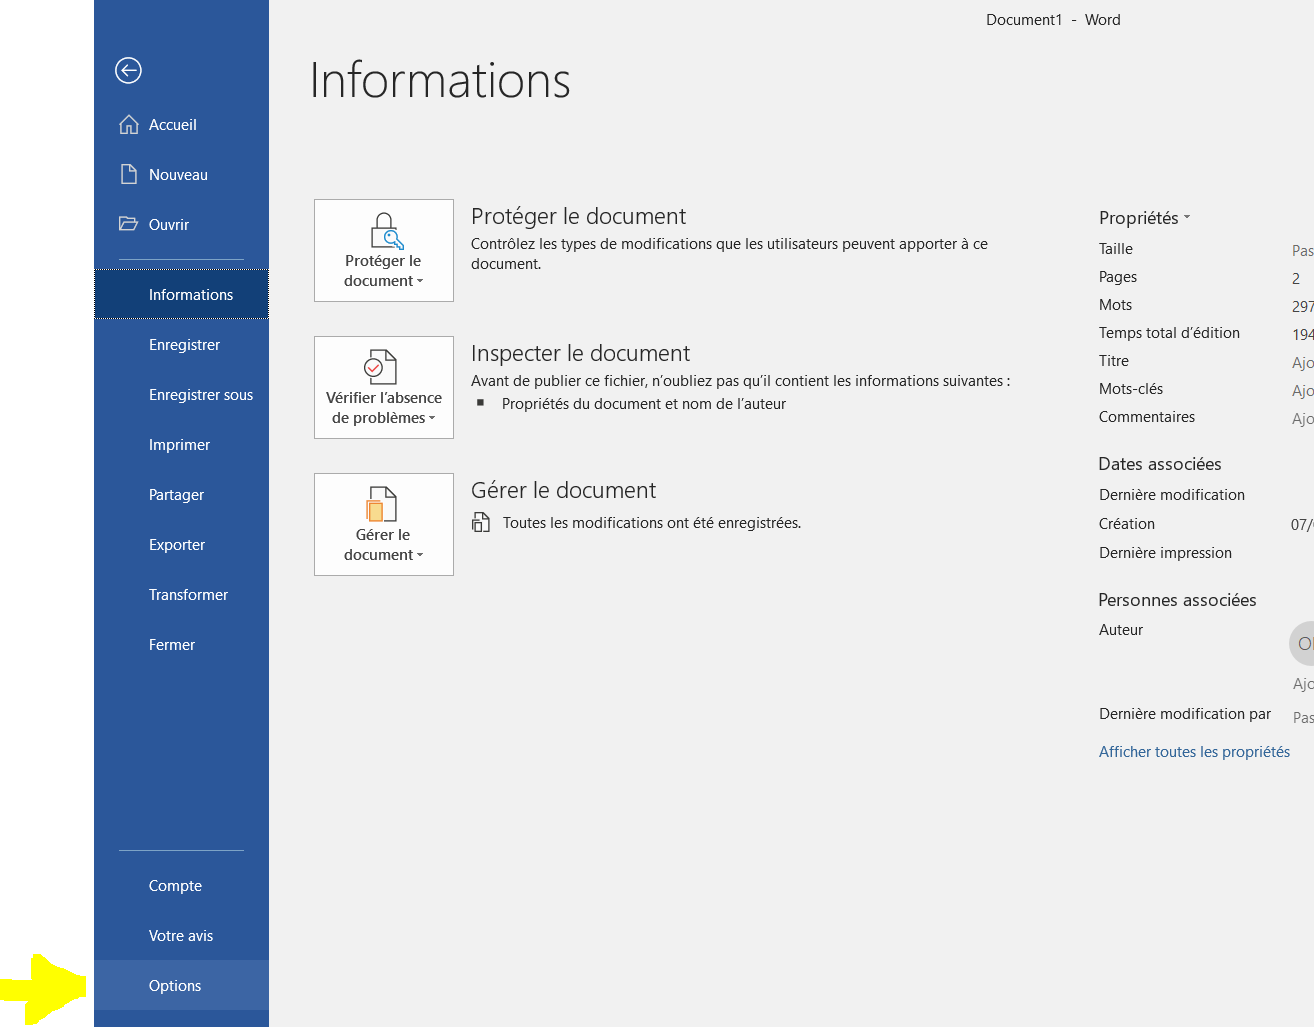 Document1 - Word
Informations
Accueil
Nouveau
Ouvrir
Informations
Enregistrer
Enregistrer sous
Imprimer
Partager
Exporter
Transformer
Fermer
Compte
Votre avis
Options
Protéger le
document
Protéger le document
Contrôlez les types de modifications que les utilisateurs peuvent apporter à ce
document.
Vérifier l’absence
de problèmes
Inspecter le document
Avant de publier ce fichier, n’oubliez pas qu’il contient les informations suivantes :
Propriétés du document et nom de l’auteur
Gérer le
document
Gérer le document
Toutes les modifications ont été enregistrées.
Propriétés
Taille Pas
Pages 2
Mots 297
Temps total d’édition 194
Titre Ajo
Mots-clés Ajo
Commentaires Ajo
Dates associées
Dernière modification
Création 07/
Dernière impression
Personnes associées
Auteur
Ajo
Dernière modification par Pas
Afficher toutes les propriétés